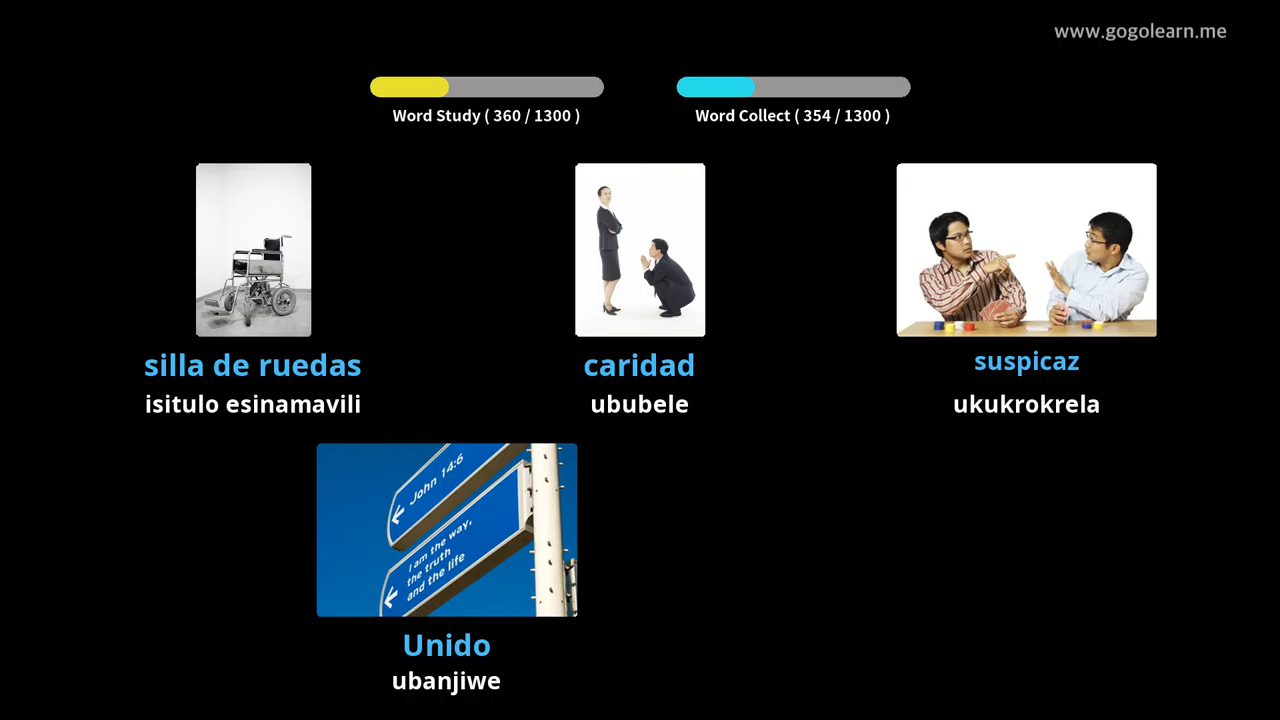 www.gogolearn.me
Word Study ( 360 / 1300 )
Word Collect ( 354 / 1300 )
silla de ruedas
isitulo esinamavili
caridad
ububele
suspicaz
ukukrokrela
John 14:6
I am the way,
the truth
and the life
Unido
ubanjiwe